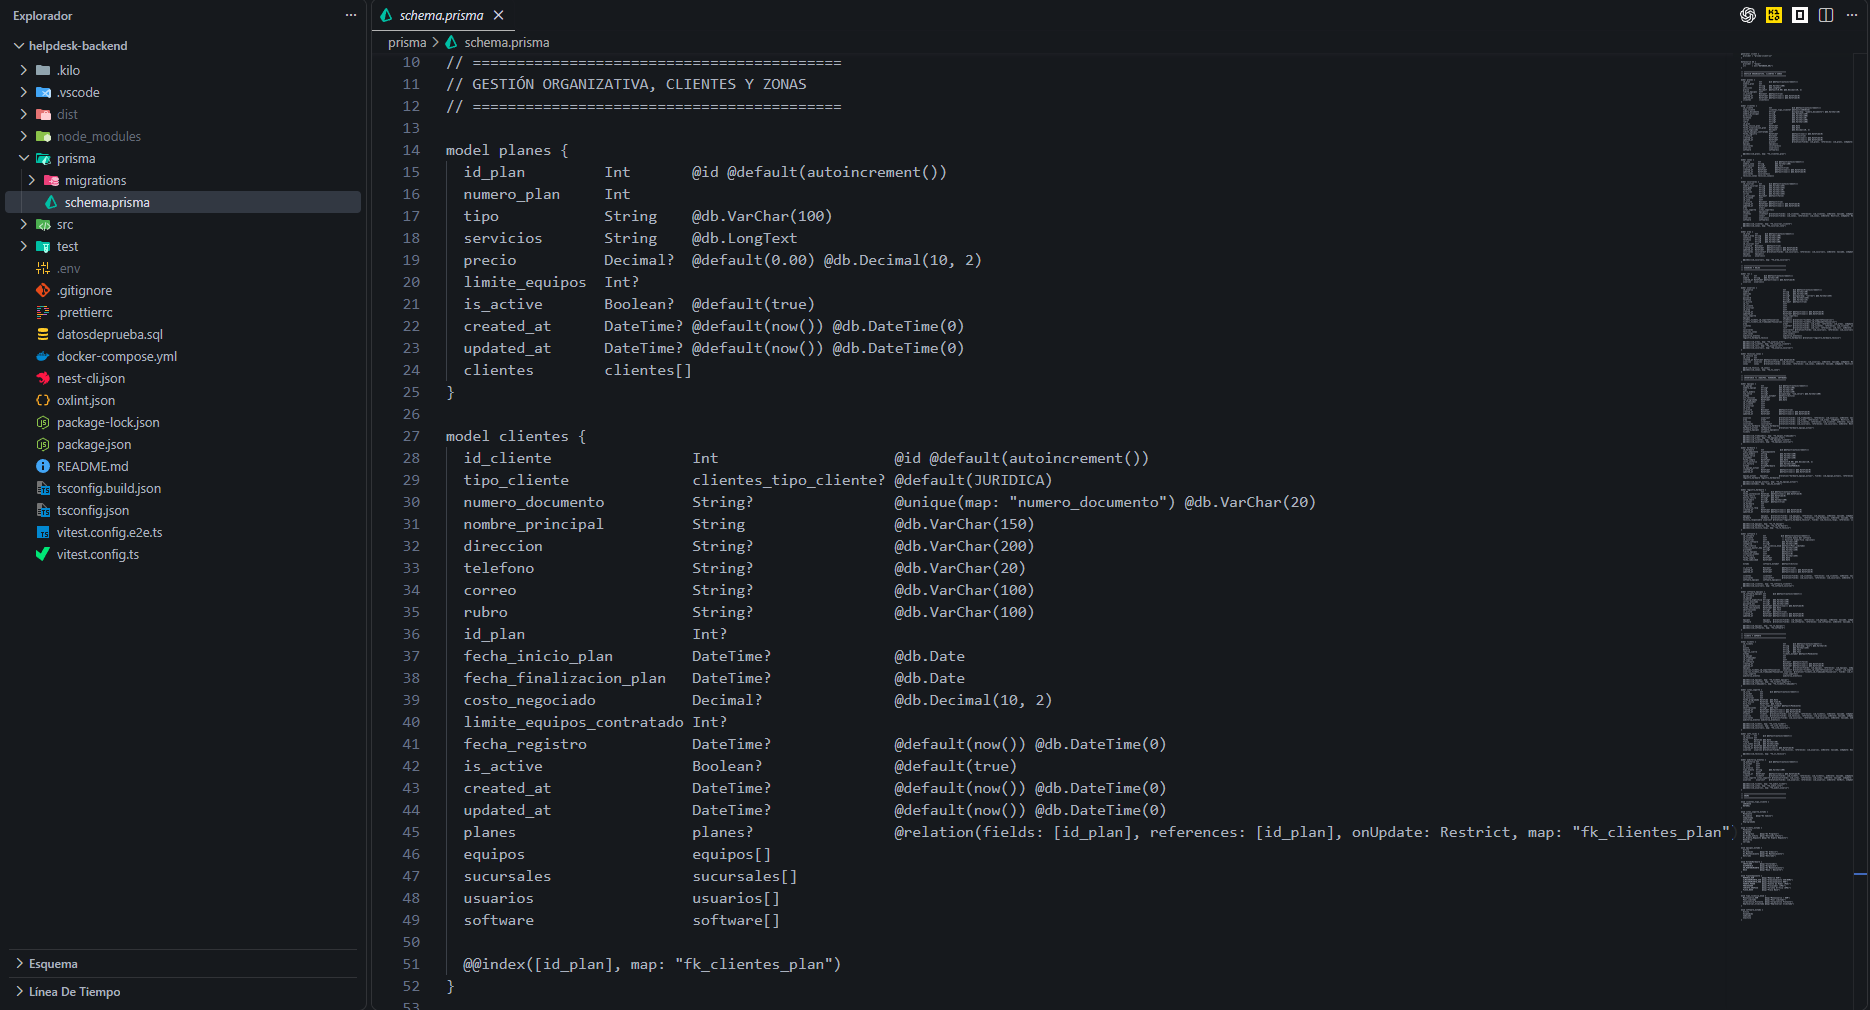 Explorador
helpdesk-backend
.kilo
.vscode
dist
node_modules
prisma
migrations
schema.prisma
src
test
.env
.gitignore
.prettierrc
datosdeprueba.sql
docker-compose.yml
nest-cli.json
oxlint.json
package-lock.json
package.json
README.md
tsconfig.build.json
tsconfig.json
vitest.config.e2e.ts
vitest.config.ts
Esquema
Línea De Tiempo
schema.prisma
prisma > schema.prisma
10 // ==========================================
11 // GESTIÓN ORGANIZATIVA, CLIENTES Y ZONAS
12 // ==========================================
13
14 model planes {
15 id_plan Int @id @default(autoincrement())
16 numero_plan Int
17 tipo String @db.VarChar(100)
18 servicios String @db.LongText
19 precio Decimal? @default(0.00) @db.Decimal(10, 2)
20 limite_equipos Int?
21 is_active Boolean? @default(true)
22 created_at DateTime? @default(now()) @db.DateTime(0)
23 updated_at DateTime? @default(now()) @db.DateTime(0)
24 clientes clientes[]
25 }
26
27 model clientes {
28 id_cliente Int @id @default(autoincrement())
29 tipo_cliente clientes_tipo_cliente? @default(JURIDICA)
30 numero_documento String? @unique(map: "numero_documento") @db.VarChar(20)
31 nombre_principal String @db.VarChar(150)
32 direccion String? @db.VarChar(200)
33 telefono String? @db.VarChar(20)
34 correo String? @db.VarChar(100)
35 rubro String? @db.VarChar(100)
36 id_plan Int?
37 fecha_inicio_plan DateTime? @db.Date
38 fecha_finalizacion_plan DateTime? @db.Date
39 costo_negociado Decimal? @db.Decimal(10, 2)
40 limite_equipos_contratado Int?
41 fecha_registro DateTime? @default(now()) @db.DateTime(0)
42 is_active Boolean? @default(true)
43 created_at DateTime? @default(now()) @db.DateTime(0)
44 updated_at DateTime? @default(now()) @db.DateTime(0)
45 planes planes? @relation(fields: [id_plan], references: [id_plan], onUpdate: Restrict, map: "fk_clientes_plan"
46 equipos equipos[]
47 sucursales sucursales[]
48 usuarios usuarios[]
49 software software[]
50
51 @@index([id_plan], map: "fk_clientes_plan")
52 }
53